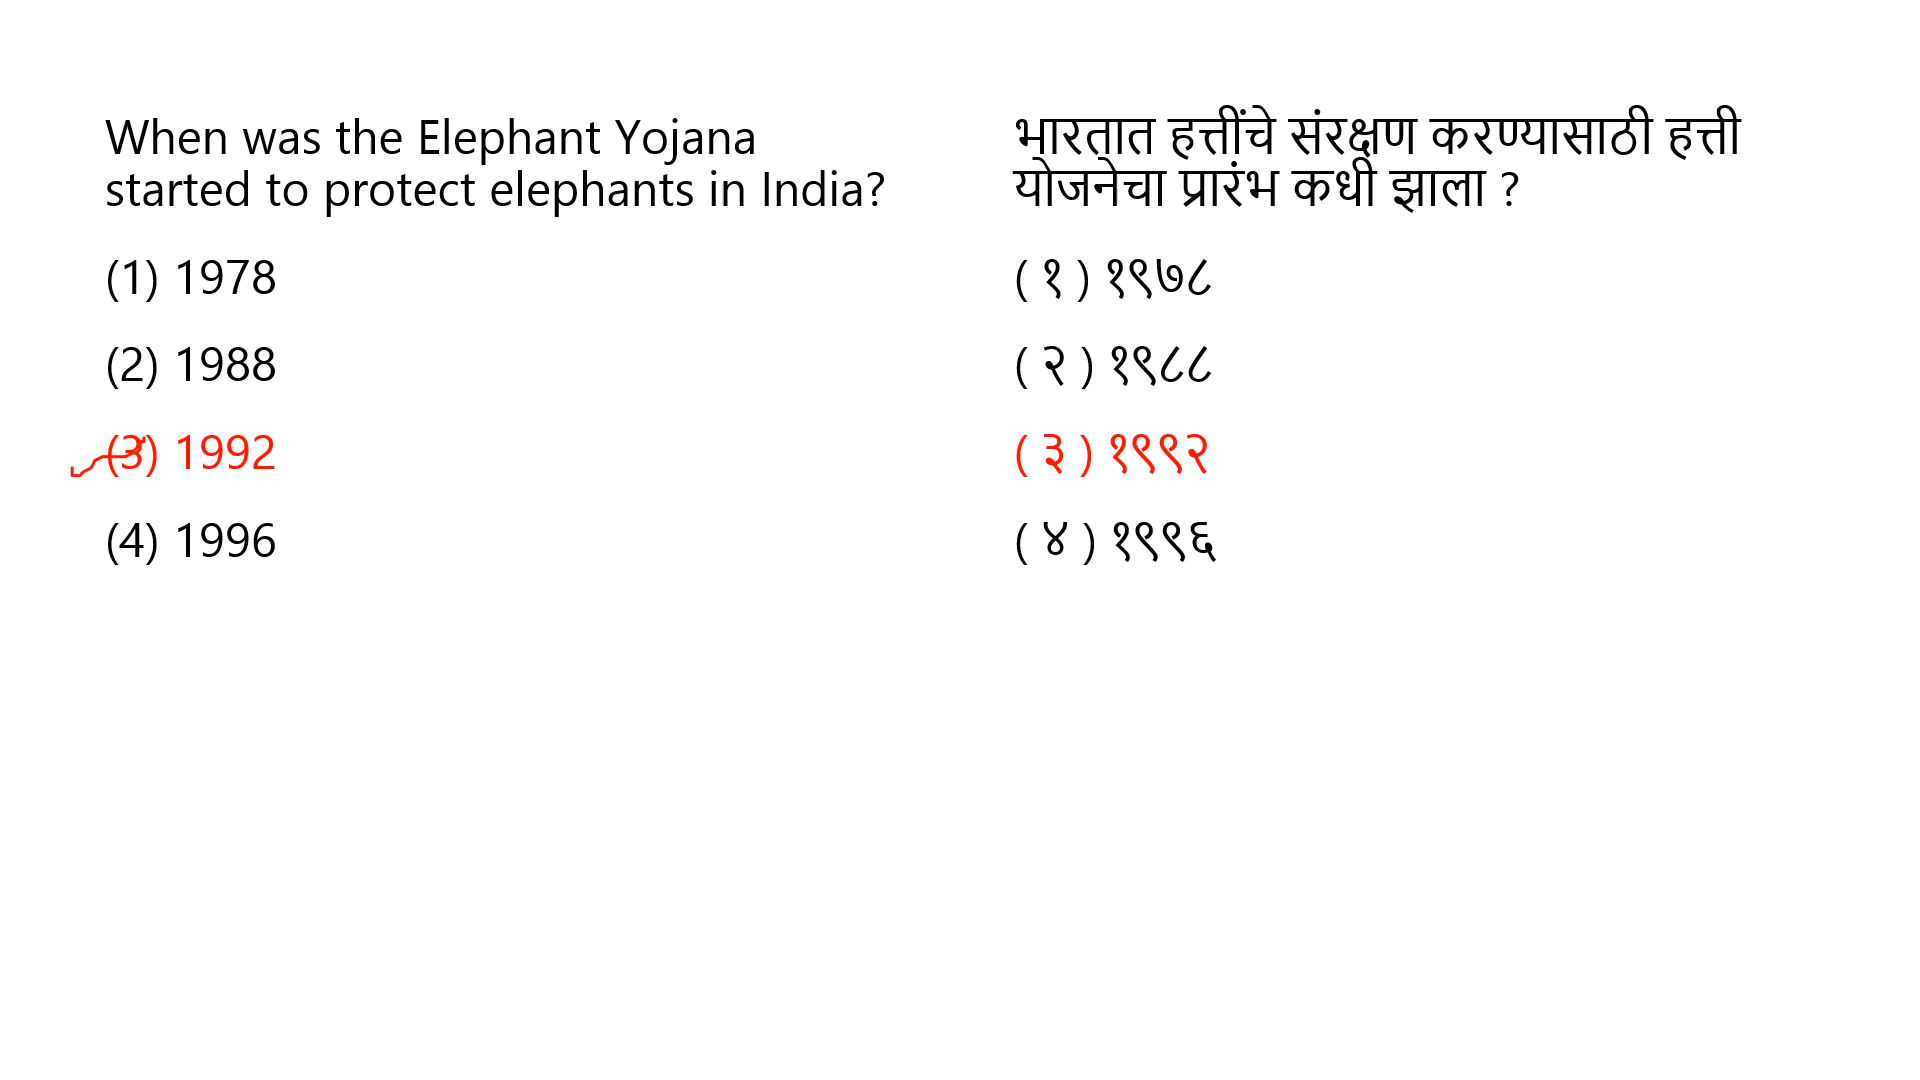 When was the Elephant Yojana
started to protect elephants in India?
(1) 1978
(2) 1988
(3) 1992
(4) 1996
भारतात हत्तींचे संरक्षण करण्यासाठी हत्ती
योजनेचा प्रारंभ कधी झाला ?
( १ ) १९७८
( २ ) १९८८
( ३ ) १९९२
( ४ ) १९९६